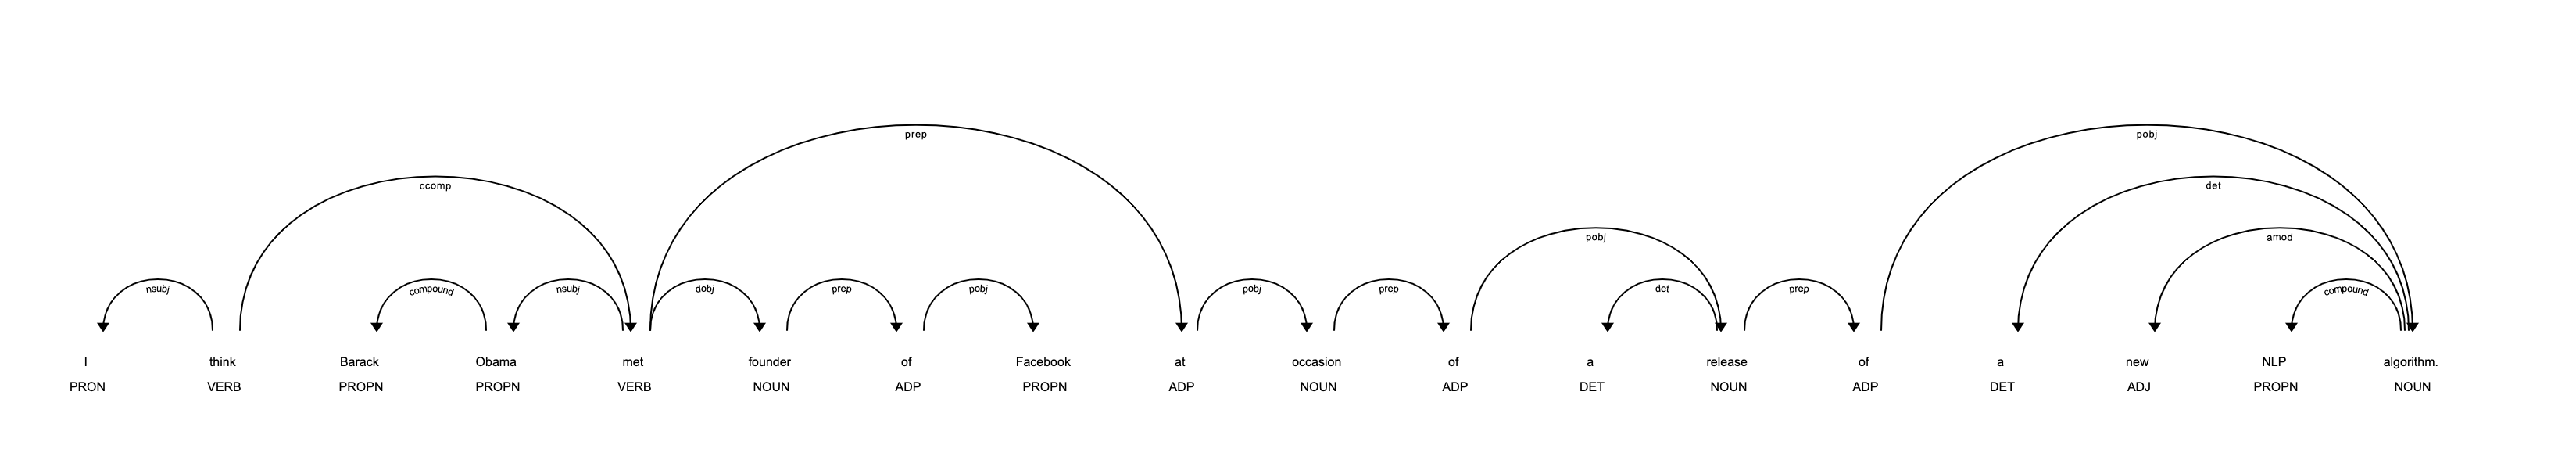 prep
pobj
ccomp
det
pobj
amod
nsubj
compound
nsubj
dobj
prep
pobj
pobj
prep
det
prep
compound
I think Barack Obama met founder of Facebook at occasion of a release of a new NLP algorithm.
PRON VERB PROPN PROPN VERB NOUN ADP PROPN ADP NOUN ADP DET NOUN ADP DET ADJ PROPN NOUN